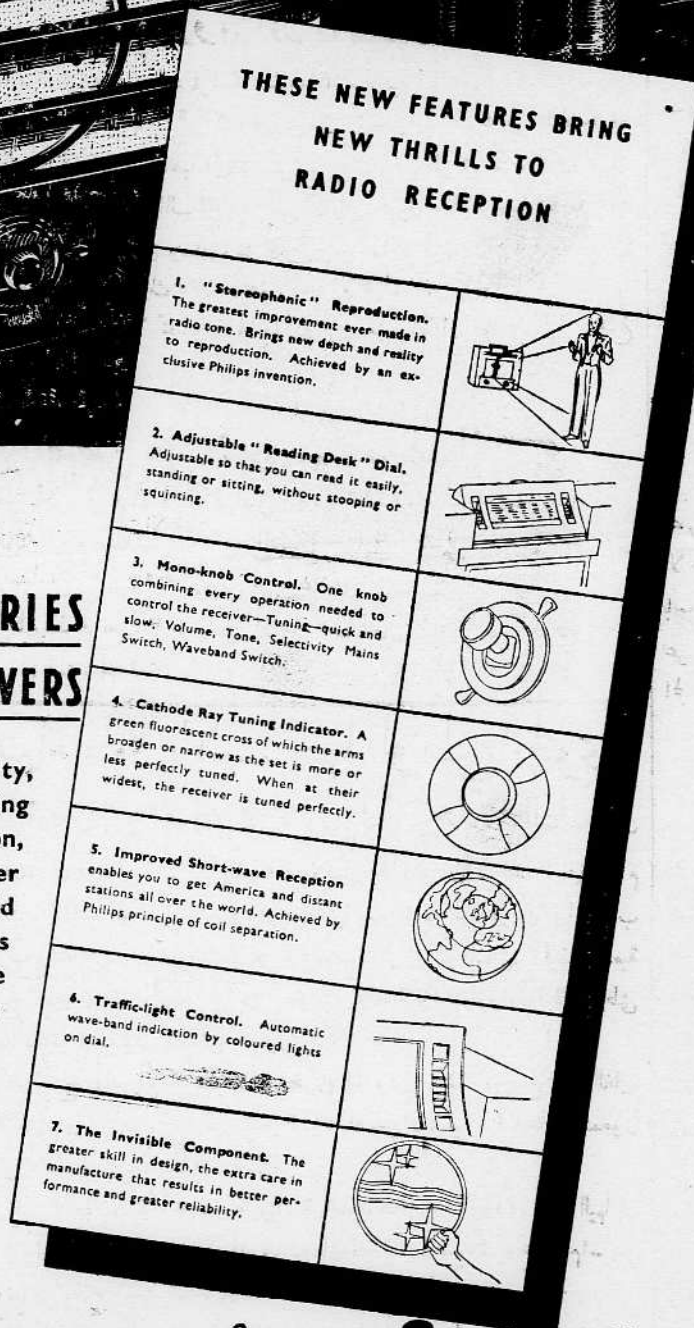 THESE NEW FEATURES BRING
NEW THRILLS TO
RADIO RECEPTION
1. "Stereophonic" Reproduction.
The greatest improvement ever made in
radio tone. Brings new depth and reality
to reproduction. Achieved by an ex-
clusive Philips invention.
2. Adjustable "Reading Desk" Dial.
Adjustable so that you can read it easily,
standing or sitting, without stooping or
squinting.
3. Mono-knob Control. One knob
combining every operation needed to
control the receiver—Tuning—quick and
slow, Volume, Tone, Selectivity Mains
Switch, Waveband Switch.
4. Cathode Ray Tuning Indicator. A
green fluorescent cross of which the arms
broaden or narrow as the set is more or
less perfectly tuned. When at their
widest, the receiver is tuned perfectly.
5. Improved Short-wave Reception
enables you to get America and distant
stations all over the world. Achieved by
Philips principle of coil separation.
6. Traffic-light Control. Automatic
wave-band indication by coloured lights
on dial.
7. The Invisible Component. The
greater skill in design, the extra care in
manufacture that results in better per-
formance and greater reliability.
RIES
VERS
ty,
ng
on,
er
d
s
e